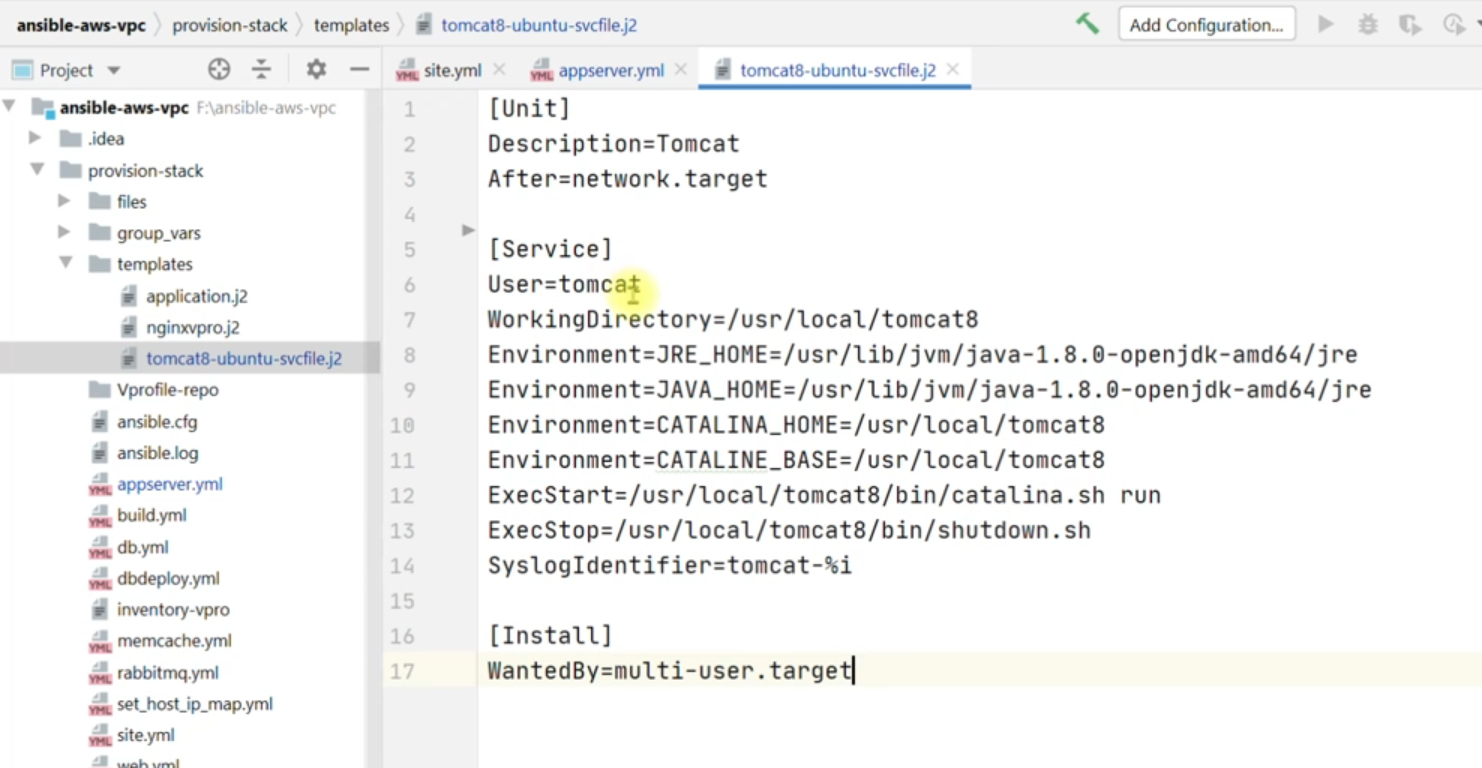 ansible-aws-vpc provision-stack templates tomcat8-ubuntu-svcfile.j2 Add Configuration...
Project site.yml appserver.yml tomcat8-ubuntu-svcfile.j2
ansible-aws-vpc F:\ansible-aws-vpc
.idea
provision-stack
files
group_vars
templates
application.j2
nginxvpro.j2
tomcat8-ubuntu-svcfile.j2
Vprofile-repo
ansible.cfg
ansible.log
YML appserver.yml
YML build.yml
YML db.yml
YML dbdeploy.yml
inventory-vpro
YML memcache.yml
YML rabbitmq.yml
YML set_host_ip_map.yml
YML site.yml
web.yml
1 [Unit]
2 Description=Tomcat
3 After=network.target
4
5 [Service]
6 User=tomcat
7 WorkingDirectory=/usr/local/tomcat8
8 Environment=JRE_HOME=/usr/lib/jvm/java-1.8.0-openjdk-amd64/jre
9 Environment=JAVA_HOME=/usr/lib/jvm/java-1.8.0-openjdk-amd64/jre
10 Environment=CATALINA_HOME=/usr/local/tomcat8
11 Environment=CATALINE_BASE=/usr/local/tomcat8
12 ExecStart=/usr/local/tomcat8/bin/catalina.sh run
13 ExecStop=/usr/local/tomcat8/bin/shutdown.sh
14 SyslogIdentifier=tomcat-%i
15
16 [Install]
17 WantedBy=multi-user.target